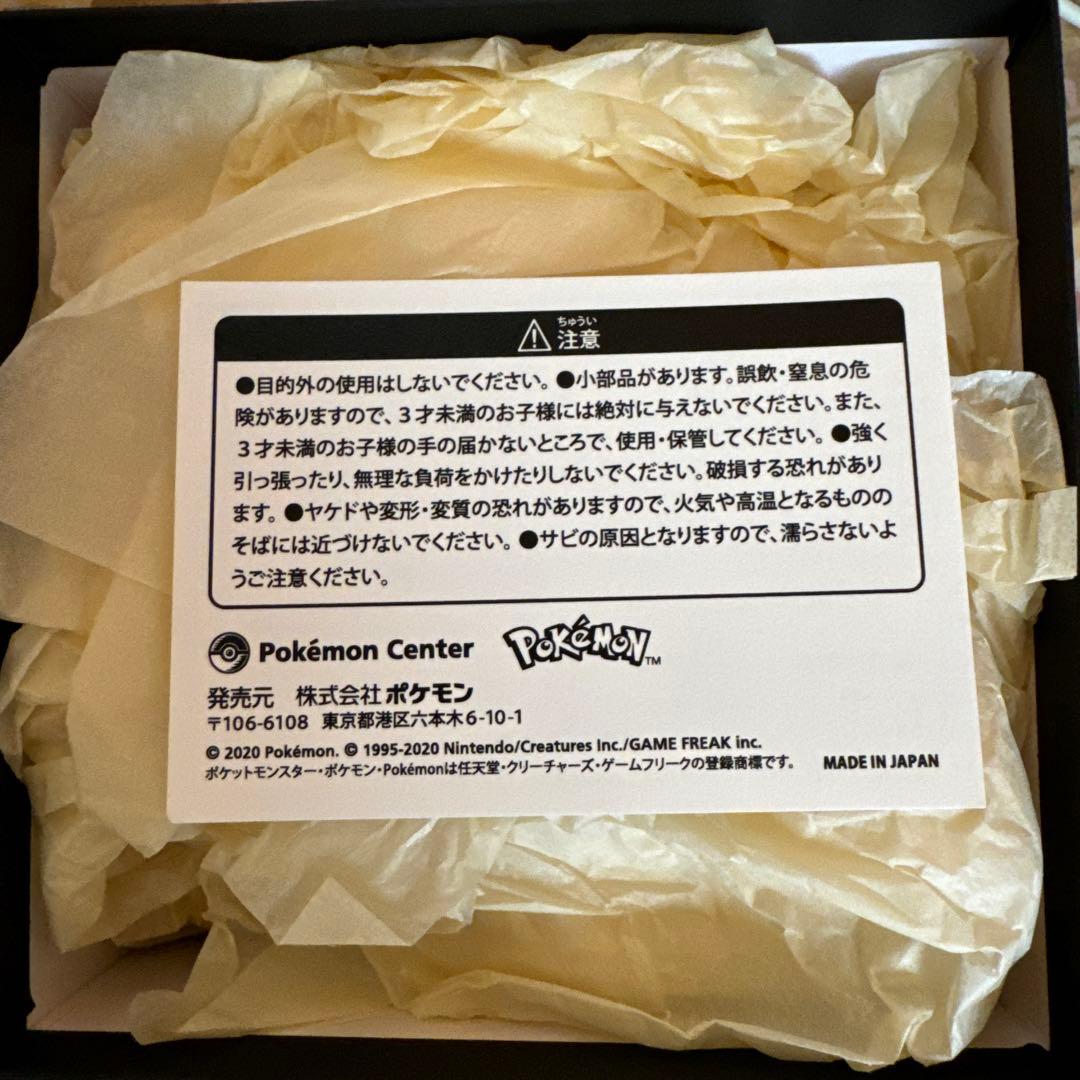 ちゅうい
注意
●目的外の使用はしないでください。●小部品があります。誤飲・窒息の危
険がありますので、3才未満のお子様には絶対に与えないでください。また、
3才未満のお子様の手の届かないところで、使用・保管してください。●強く
引っ張ったり、無理な負荷をかけたりしないでください。破損する恐れがあり
ます。●ヤケドや変形・変質の恐れがありますので、火気や高温となるものの
そばには近づけないでください。●サビの原因となりますので、濡らさないよ
うご注意ください。
Pokémon Center POKéMON™
発売元 株式会社ポケモン
〒106-6108 東京都港区六本木6-10-1
© 2020 Pokémon. © 1995-2020 Nintendo/Creatures Inc./GAME FREAK inc.
ポケットモンスター・ポケモン・Pokémonは任天堂・クリーチャーズ・ゲームフリークの登録商標です。 MADE IN JAPAN